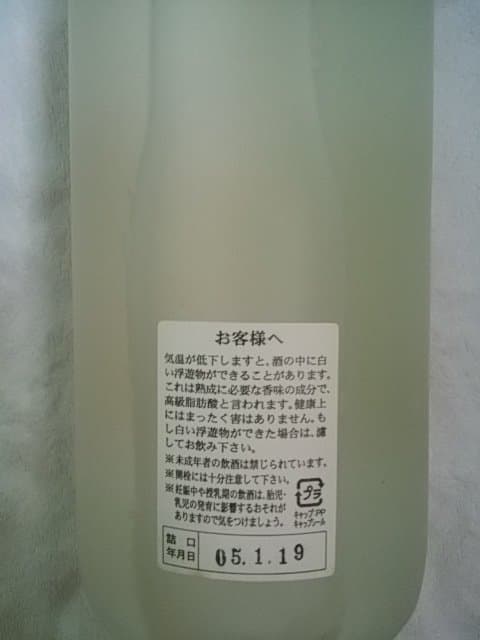 お客様へ
気温が低下しますと、酒の中に白
い浮遊物ができることがあります。
これは熟成に必要な香味の成分で、
高級脂肪酸と言われます。健康上
にはまったく害はありません。も
し白い浮遊物ができた場合は、濾
してお飲み下さい。
※未成年者の飲酒は禁じられています。
※開栓には十分注意して下さい。
※妊娠中や授乳期の飲酒は、胎児・
乳児の発育に影響するおそれが
ありますので気をつけましょう。
プラ
キャップ:PP
キャップシール
詰口
年月日
05.1.19